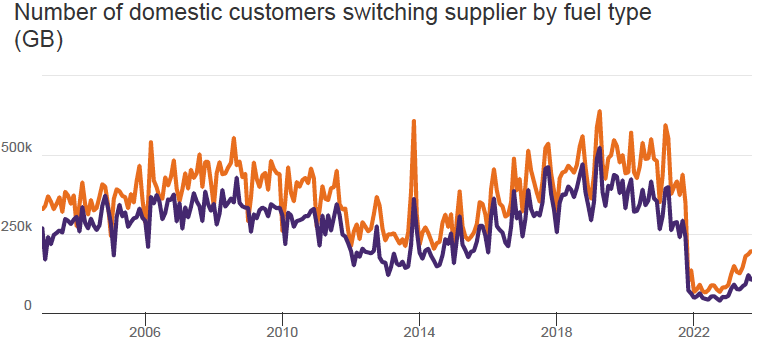 Number of domestic customers switching supplier by fuel type
(GB)
500k
250k
0
2006 2010 2014 2018 2022